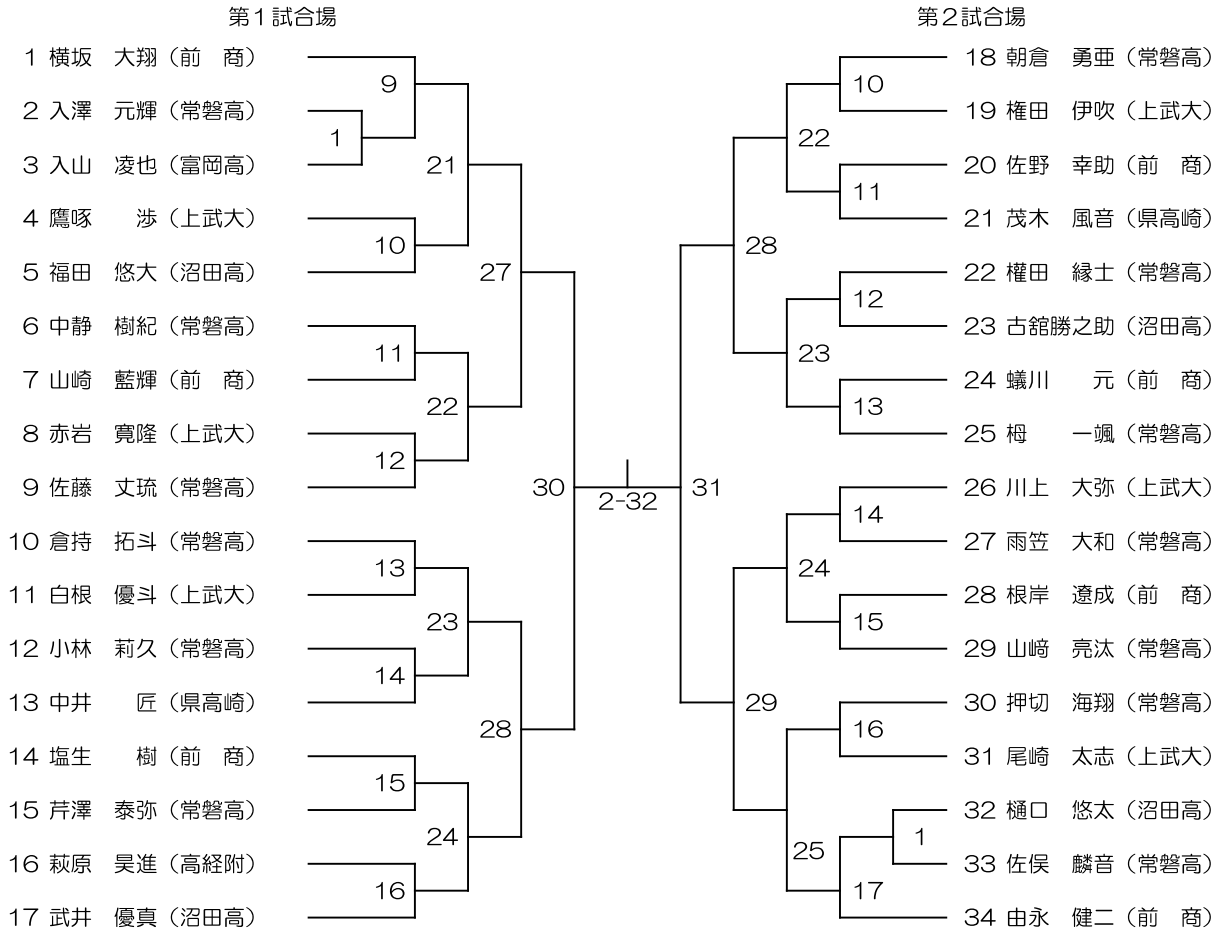 第1試合場
1 横坂 大翔(前 商)
2 入澤 元輝(常磐高)
3 入山 凌也(富岡高)
4 鷹啄 渉(上武大)
5 福田 悠大(沼田高)
6 中静 樹紀(常磐高)
7 山崎 藍輝(前 商)
8 赤岩 寛隆(上武大)
9 佐藤 丈琉(常磐高)
10 倉持 拓斗(常磐高)
11 白根 優斗(上武大)
12 小林 莉久(常磐高)
13 中井 匠(県高崎)
14 塩生 樹(前 商)
15 芹澤 泰弥(常磐高)
16 萩原 昊進(高経附)
17 武井 優真(沼田高)
9
1
21
10
27
11
22
12
30
13
23
14
28
15
24
16
2-32
第2試合場
18 朝倉 勇亜(常磐高)
19 権田 伊吹(上武大)
20 佐野 幸助(前 商)
21 茂木 風音(県高崎)
22 權田 縁士(常磐高)
23 古舘勝之助(沼田高)
24 蟻川 元(前 商)
25 栂 一颯(常磐高)
26 川上 大弥(上武大)
27 雨笠 大和(常磐高)
28 根岸 遼成(前 商)
29 山﨑 亮汰(常磐高)
30 押切 海翔(常磐高)
31 尾崎 太志(上武大)
32 樋口 悠太(沼田高)
33 佐俣 麟音(常磐高)
34 由永 健二(前 商)
10
22
11
28
12
23
13
31
14
24
15
29
16
1
25
17